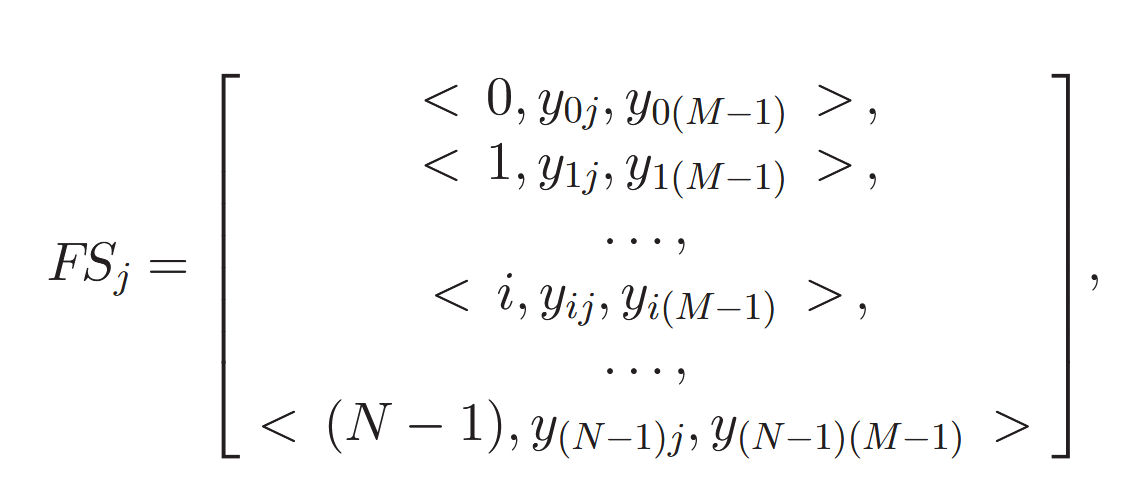 < 0, y_{0j}, y_{0(M−1)} >,
< 1, y_{1j}, y_{1(M−1)} >,
. . . ,
FS_j = [ < i, y_{ij}, y_{i(M−1)} >, ] ,
. . . ,
< (N − 1), y_{(N−1)j}, y_{(N−1)(M−1)} >